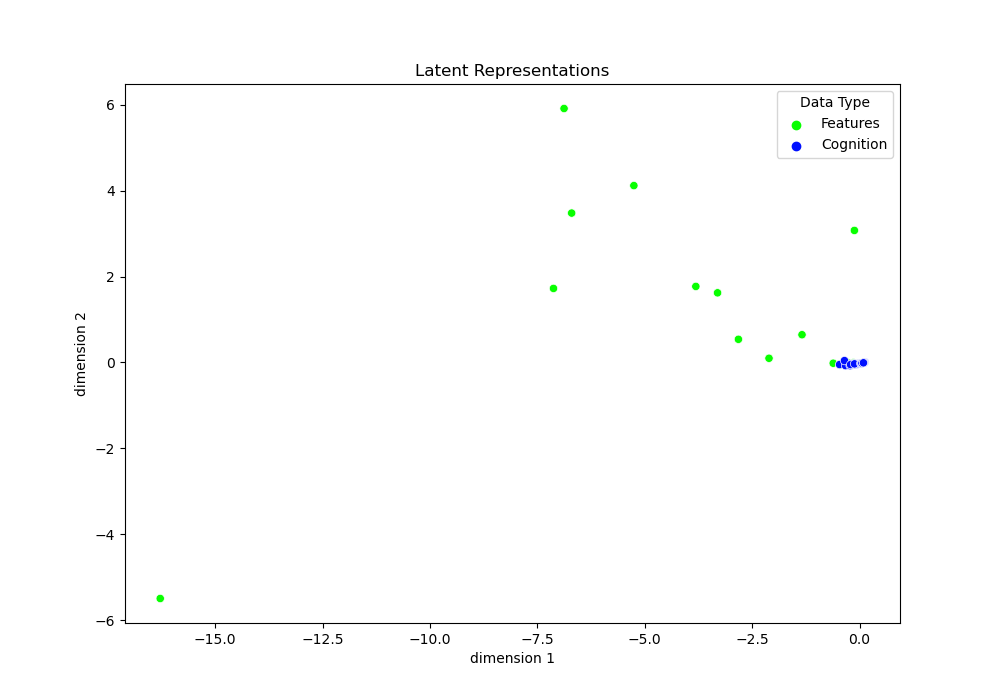 Latent Representations
Data Type
Features
Cognition
6
4
2
0
−2
−4
−6
dimension 2
−15.0
−12.5
−10.0
−7.5
−5.0
−2.5
0.0
dimension 1